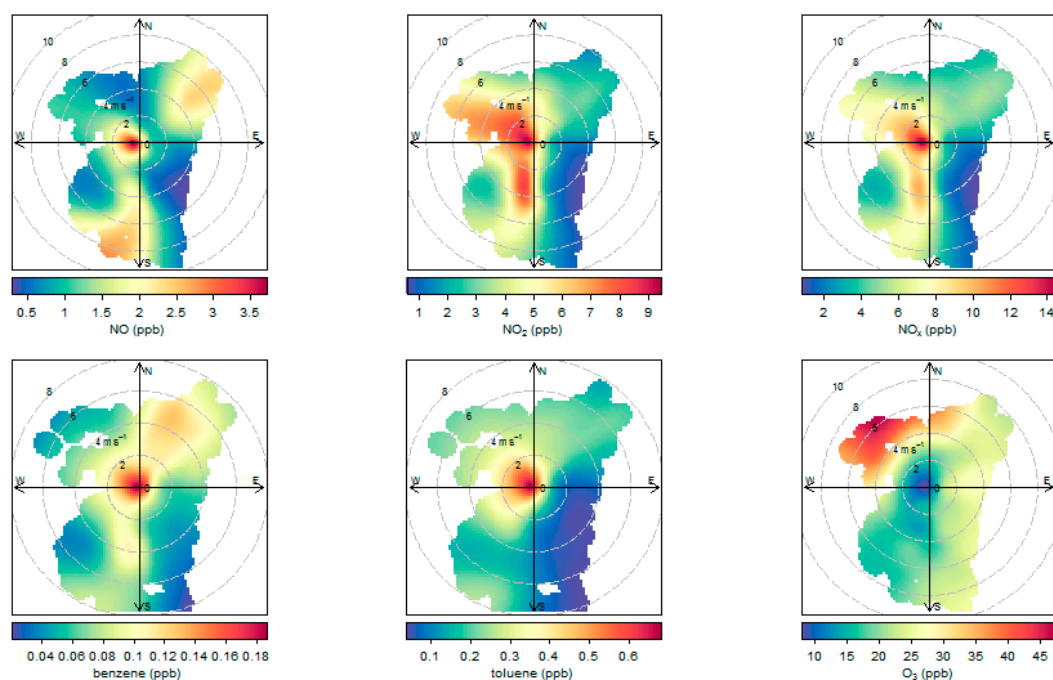 N
10
8
6
4 m s⁻¹
2
W
0
E
S
0.5 1 1.5 2 2.5 3 3.5
NO (ppb)
N
10
8
6
4 m s⁻¹
2
W
0
E
S
1 2 3 4 5 6 7 8 9
NO₂ (ppb)
N
10
8
6
4 m s⁻¹
2
W
0
E
S
2 4 6 8 10 12 14
NOₓ (ppb)
N
8
6
4 m s⁻¹
2
W
0
E
S
0.04 0.06 0.08 0.1 0.12 0.14 0.16 0.18
benzene (ppb)
N
8
6
4 m s⁻¹
2
W
0
E
S
0.1 0.2 0.3 0.4 0.5 0.6
toluene (ppb)
N
10
8
6
4 m s⁻¹
2
W
0
E
S
10 15 20 25 30 35 40 45
O₃ (ppb)